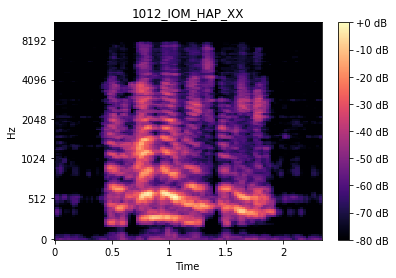 1012_IOM_HAP_XX
+0 dB
8192
-10 dB
4096
-20 dB
-30 dB
2048
Hz
-40 dB
1024
-50 dB
512
-60 dB
-70 dB
0
-80 dB
0
0.5
1
1.5
2
Time